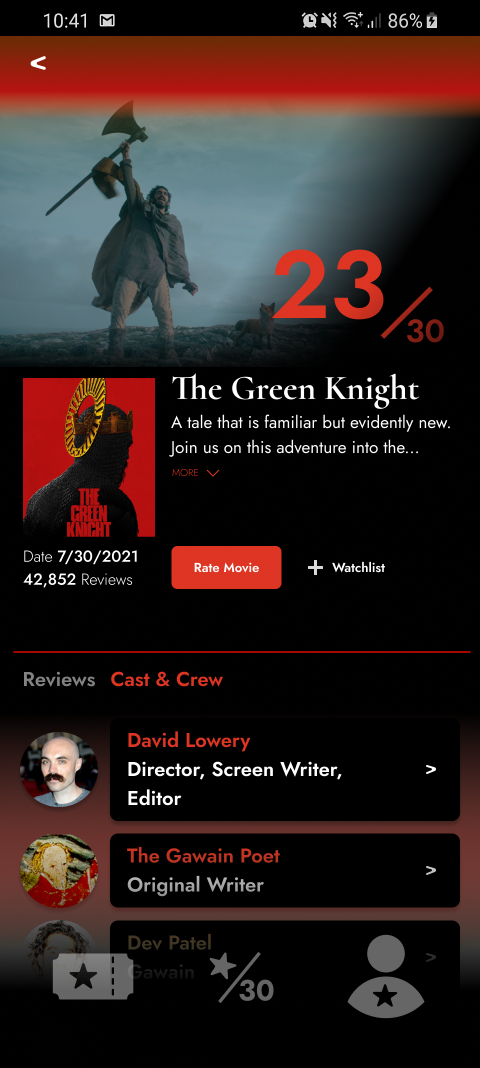 10:41
86%
<
23/30
The Green Knight
A tale that is familiar but evidently new.
Join us on this adventure into the...
MORE
THE
GREEN
KNIGHT
Date 7/30/2021
42,852 Reviews
Rate Movie
+ Watchlist
Reviews Cast & Crew
David Lowery
Director, Screen Writer,
Editor
>
The Gawain Poet
Original Writer
>
Dev Patel
Gawain
>
/30